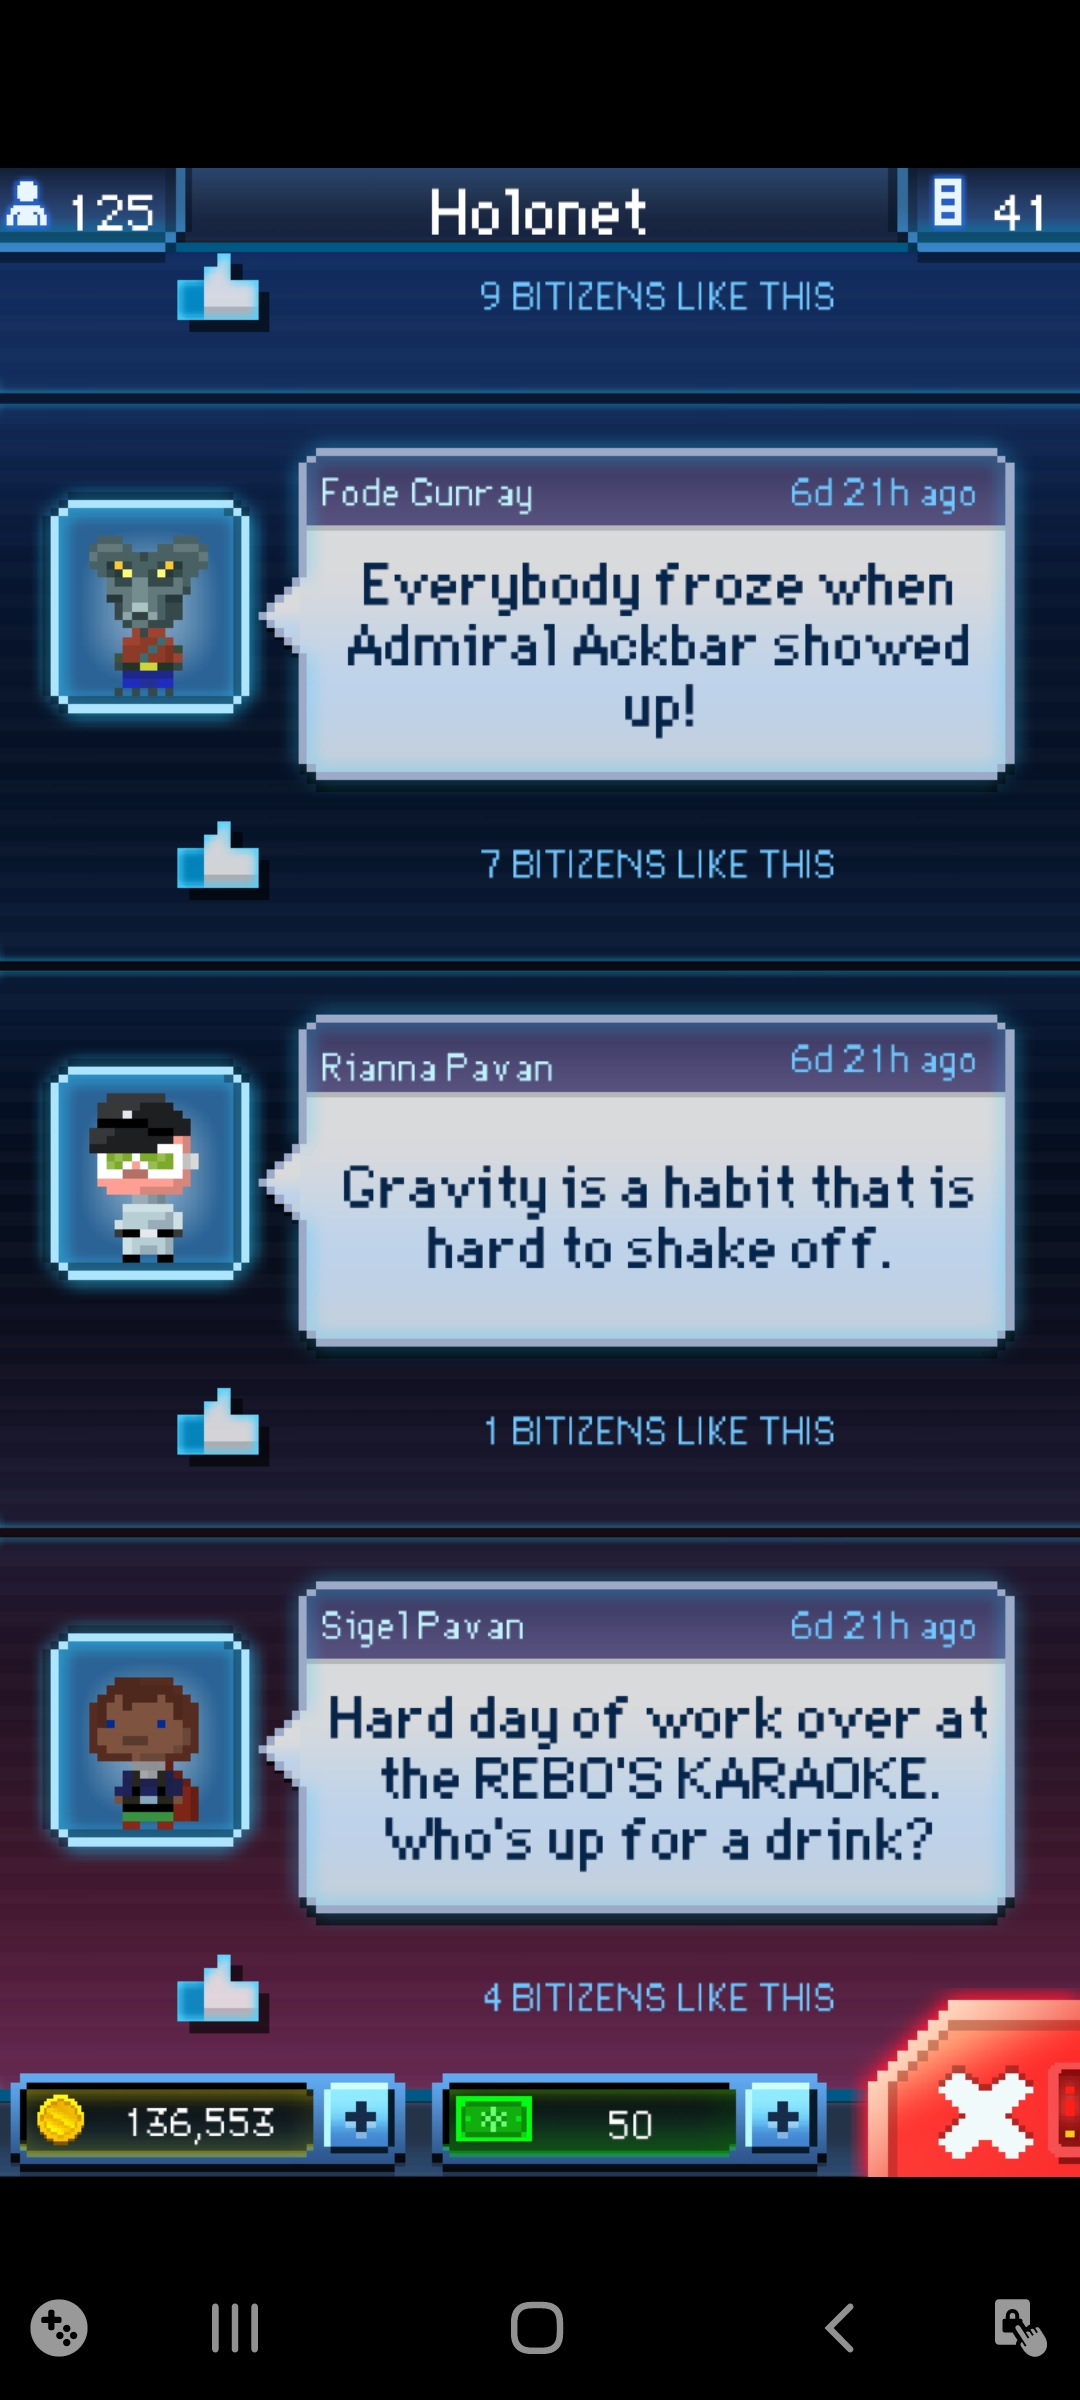 125
Holonet
41
9 BITIZENS LIKE THIS
Fode Gunray
6d 21h ago
Everybody froze when
Admiral Ackbar showed
up!
7 BITIZENS LIKE THIS
Rianna Pavan
6d 21h ago
Gravity is a habit that is
hard to shake off.
1 BITIZENS LIKE THIS
Sigel Pavan
6d 21h ago
Hard day of work over at
the REBO'S KARAOKE.
Who's up for a drink?
4 BITIZENS LIKE THIS
136,553
50